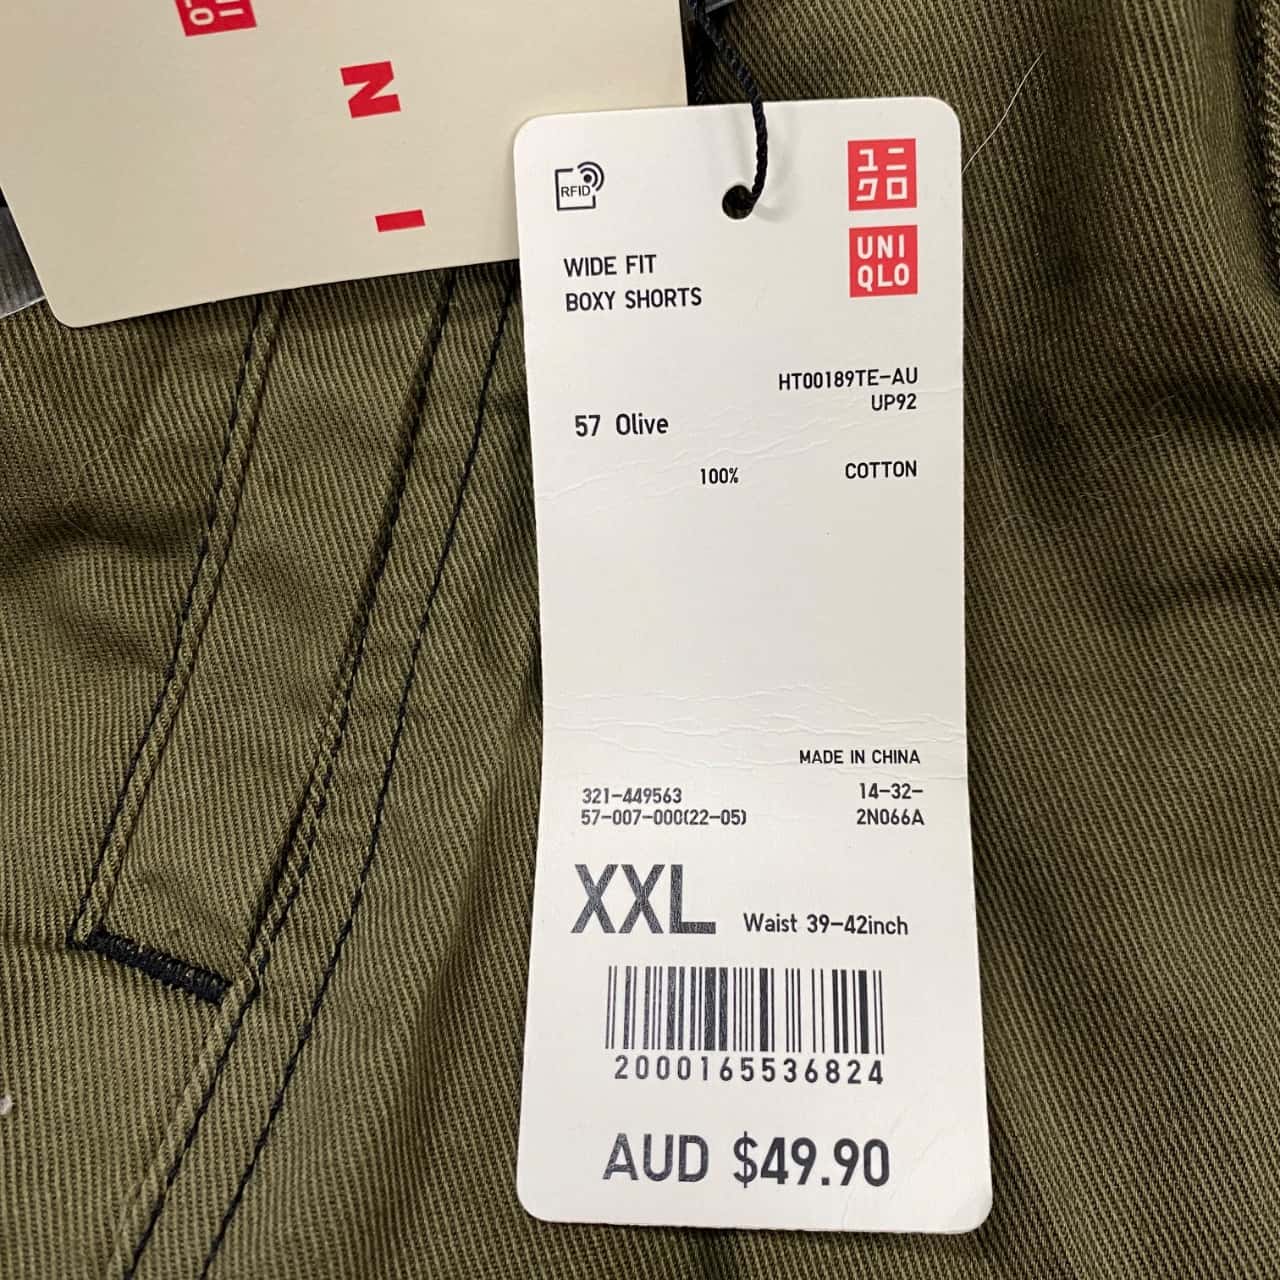 N
I
RFID
ユニ
クロ
UNI
QLO
WIDE FIT
BOXY SHORTS
HT00189TE-AU
UP92
57 Olive
100% COTTON
MADE IN CHINA
321-449563 14-32-
57-007-000(22-05) 2N066A
XXL Waist 39-42inch
2000165536824
AUD $49.90